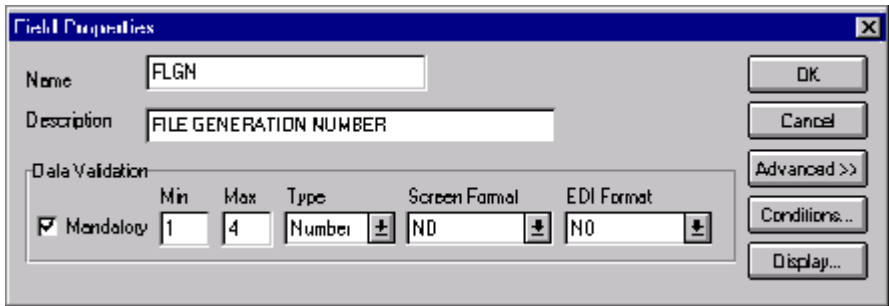 Field Properties
Name FLGN OK
Description FILE GENERATION NUMBER Cancel
Data Validation Advanced >>
Min Max Type Screen Format EDI Format
Mandatory 1 4 Number N0 N0 Conditions...
Display...